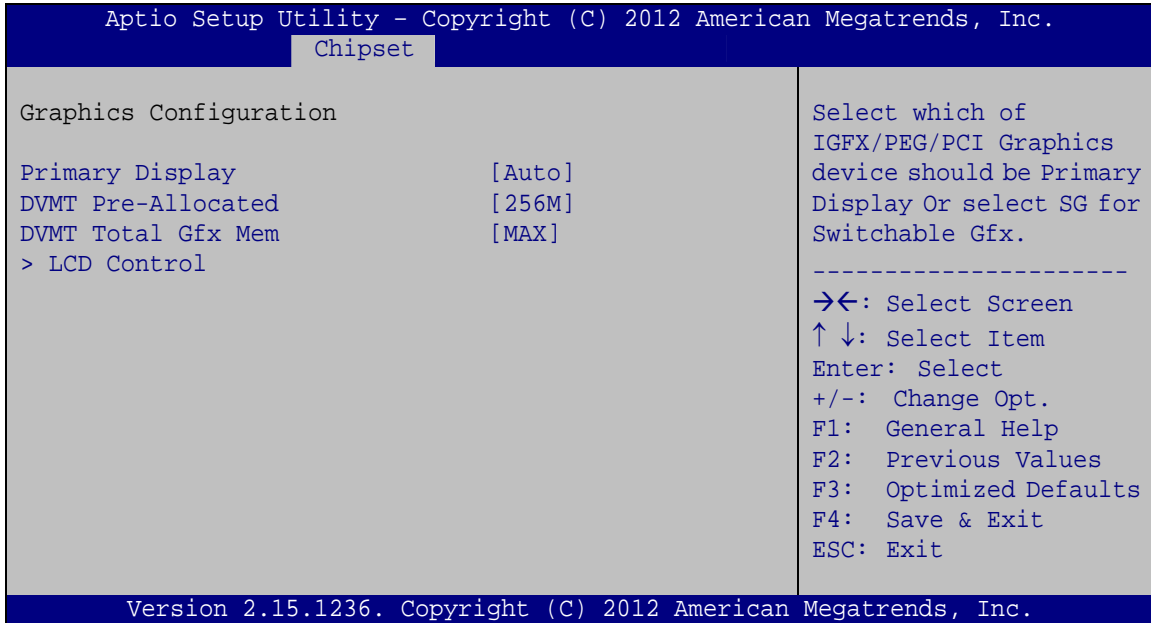 Aptio Setup Utility – Copyright (C) 2012 American Megatrends, Inc.
Chipset
Graphics Configuration
Primary Display [Auto]
DVMT Pre-Allocated [256M]
DVMT Total Gfx Mem [MAX]
> LCD Control
Select which of
IGFX/PEG/PCI Graphics
device should be Primary
Display Or select SG for
Switchable Gfx.
----------------------
→←: Select Screen
↑ ↓: Select Item
Enter: Select
+/-: Change Opt.
F1: General Help
F2: Previous Values
F3: Optimized Defaults
F4: Save & Exit
ESC: Exit
Version 2.15.1236. Copyright (C) 2012 American Megatrends, Inc.